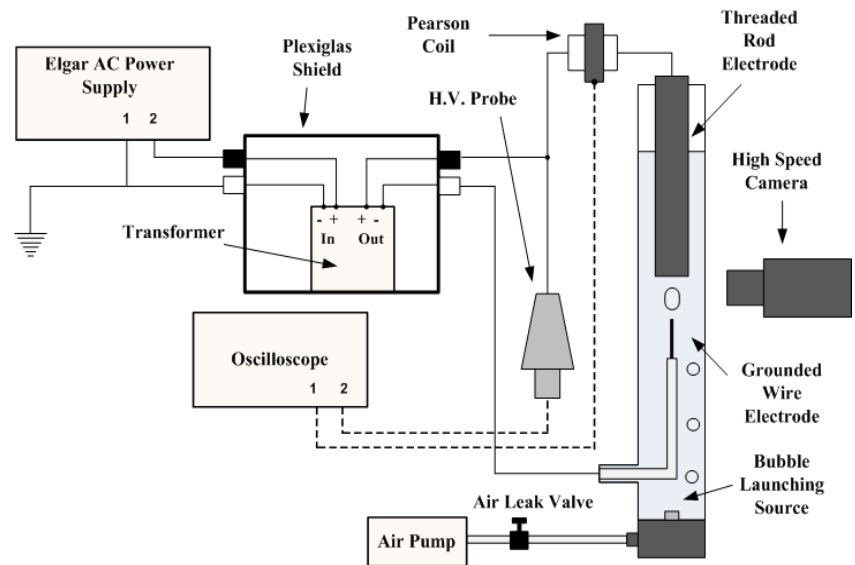 Elgar AC Power
Supply
1 2
Plexiglas
Shield
Pearson
Coil
H.V. Probe
Threaded
Rod
Electrode
High Speed
Camera
- + + -
In Out
Transformer
Oscilloscope
1 2
Grounded
Wire
Electrode
Bubble
Launching
Source
Air Leak Valve
Air Pump